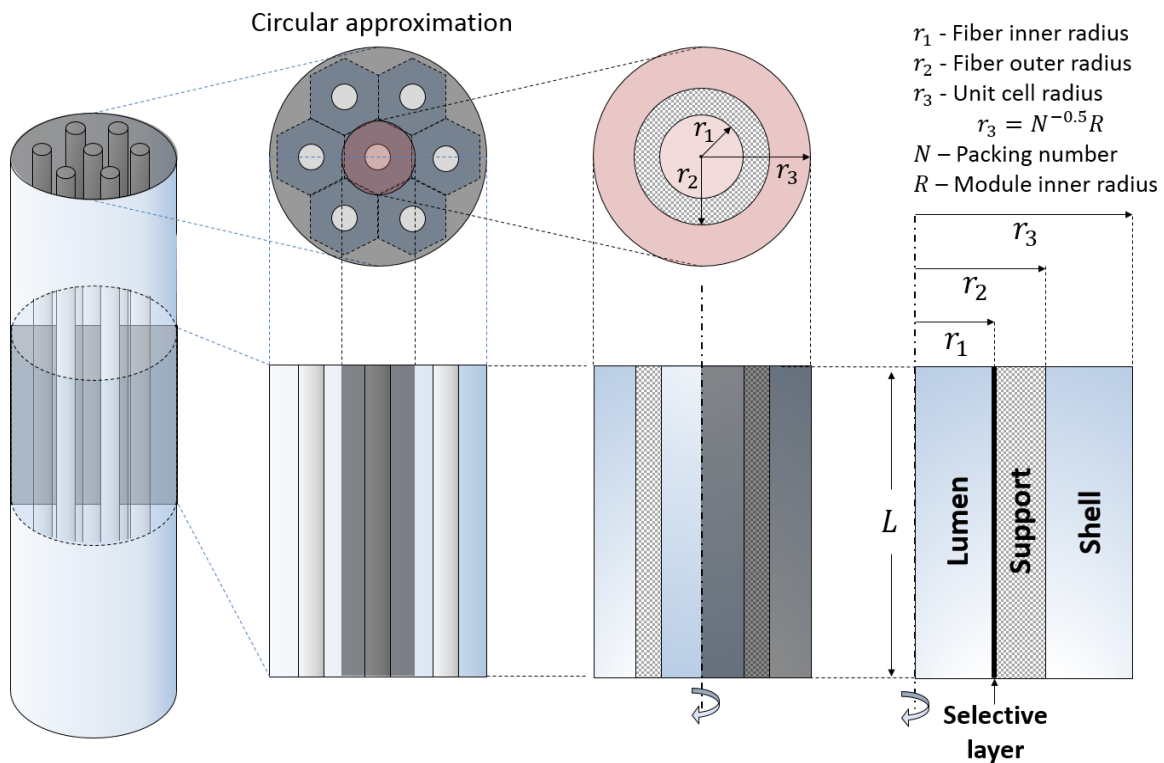 Circular approximation
r₁ - Fiber inner radius
r₂ - Fiber outer radius
r₃ - Unit cell radius
r₃ = N⁻⁰·⁵R
N – Packing number
R – Module inner radius
r₁
r₂
r₃
r₃
r₂
r₁
L
Lumen
Support
Shell
Selective
layer